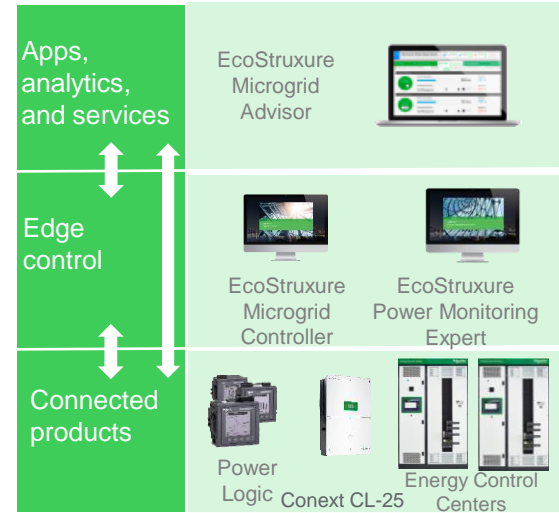 Apps,
analytics,
and services
EcoStruxure
Microgrid
Advisor
Edge
control
EcoStruxure
Microgrid
Controller
EcoStruxure
Power Monitoring
Expert
Connected
products
Power
Logic
Conext CL-25
Energy Control
Centers